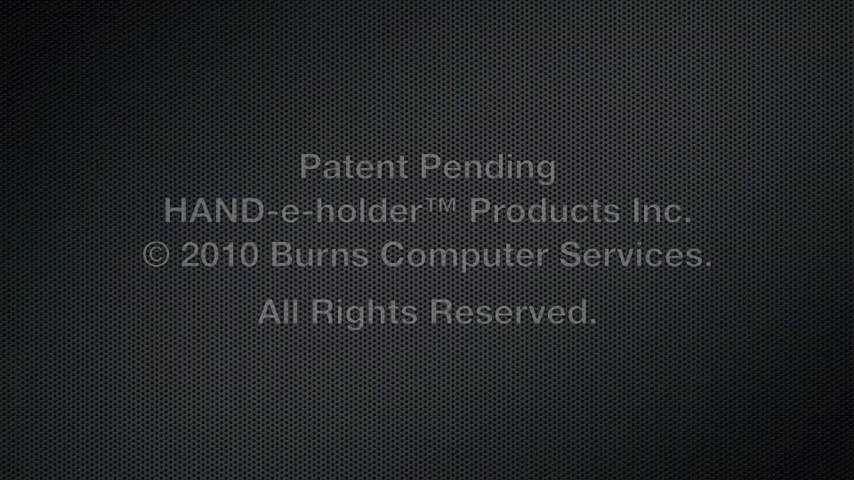 Patent Pending
HAND-e-holder™ Products Inc.
© 2010 Burns Computer Services.
All Rights Reserved.